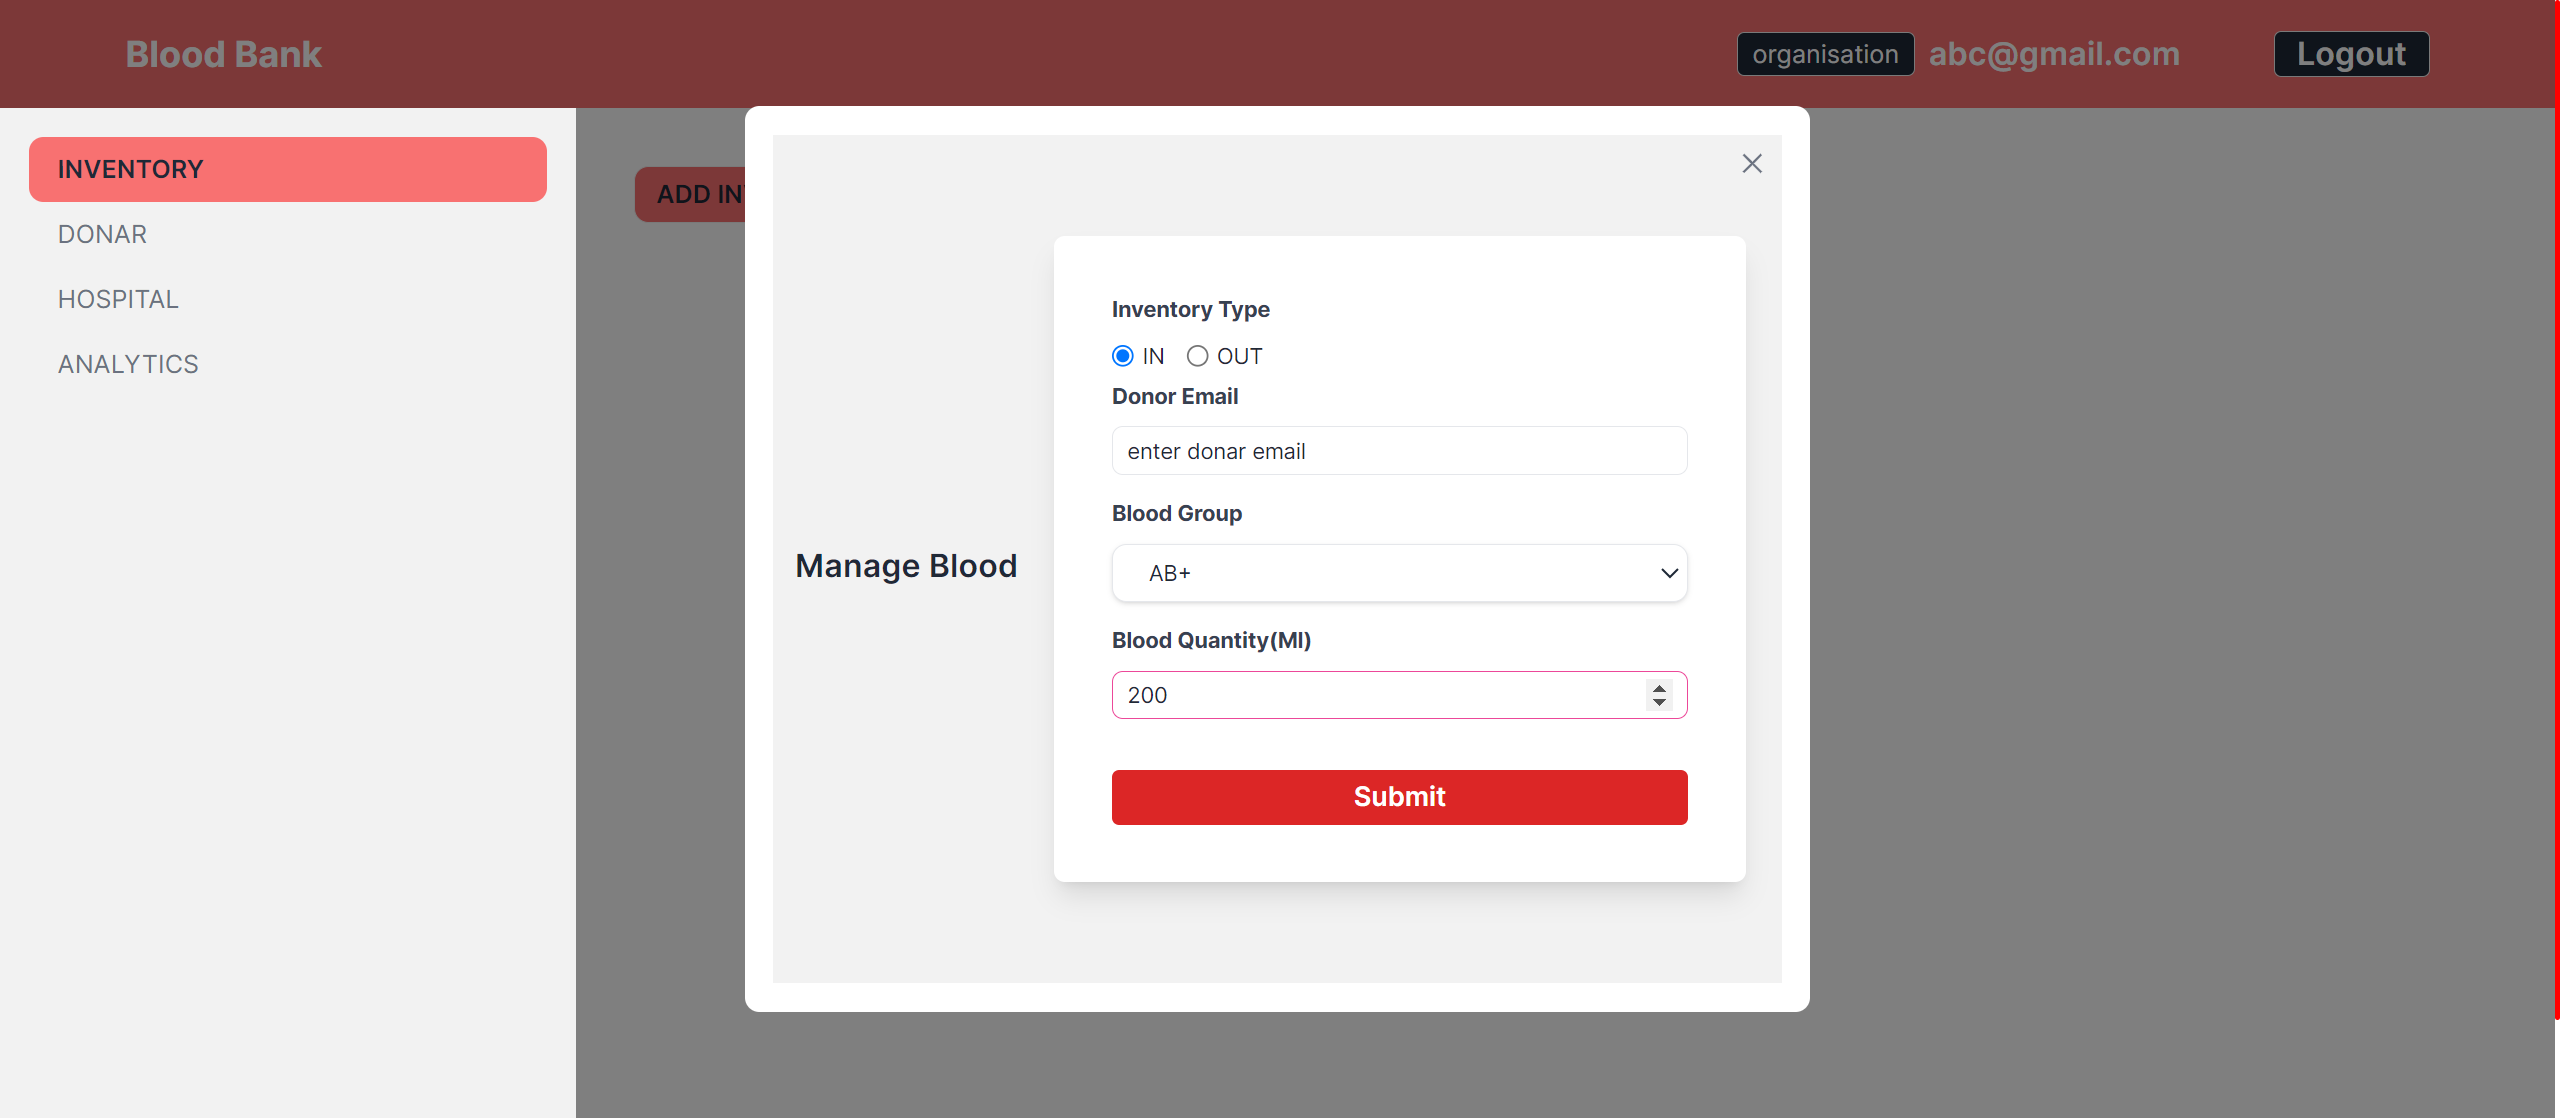 Blood Bank
organisation abc@gmail.com Logout
INVENTORY
DONAR
HOSPITAL
ANALYTICS
ADD IN
Manage Blood
Inventory Type
IN OUT
Donor Email
enter donar email
Blood Group
AB+
Blood Quantity(Ml)
200
Submit